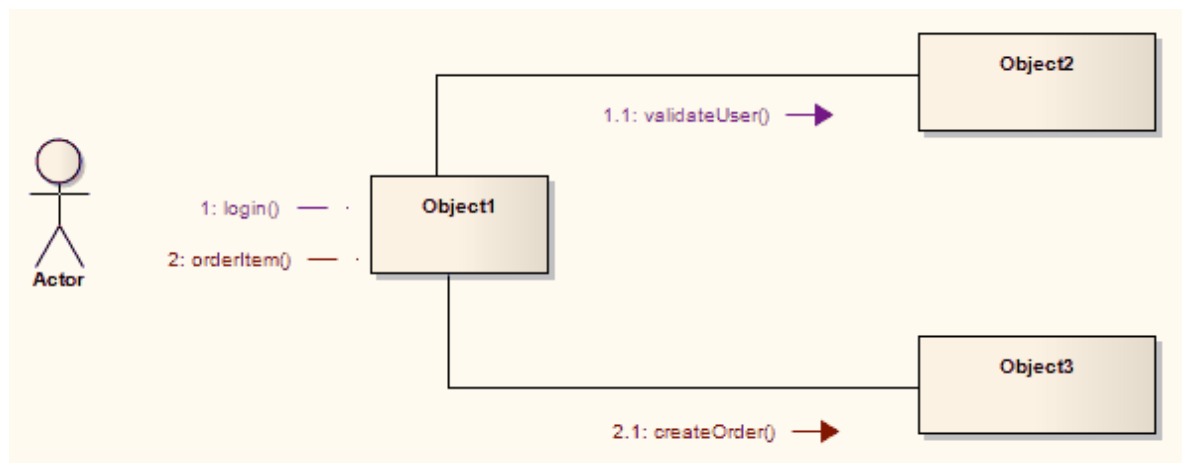 Object2
1.1: validateUser()
Object1
1: login()
2: orderItem()
Actor
Object3
2.1: createOrder()